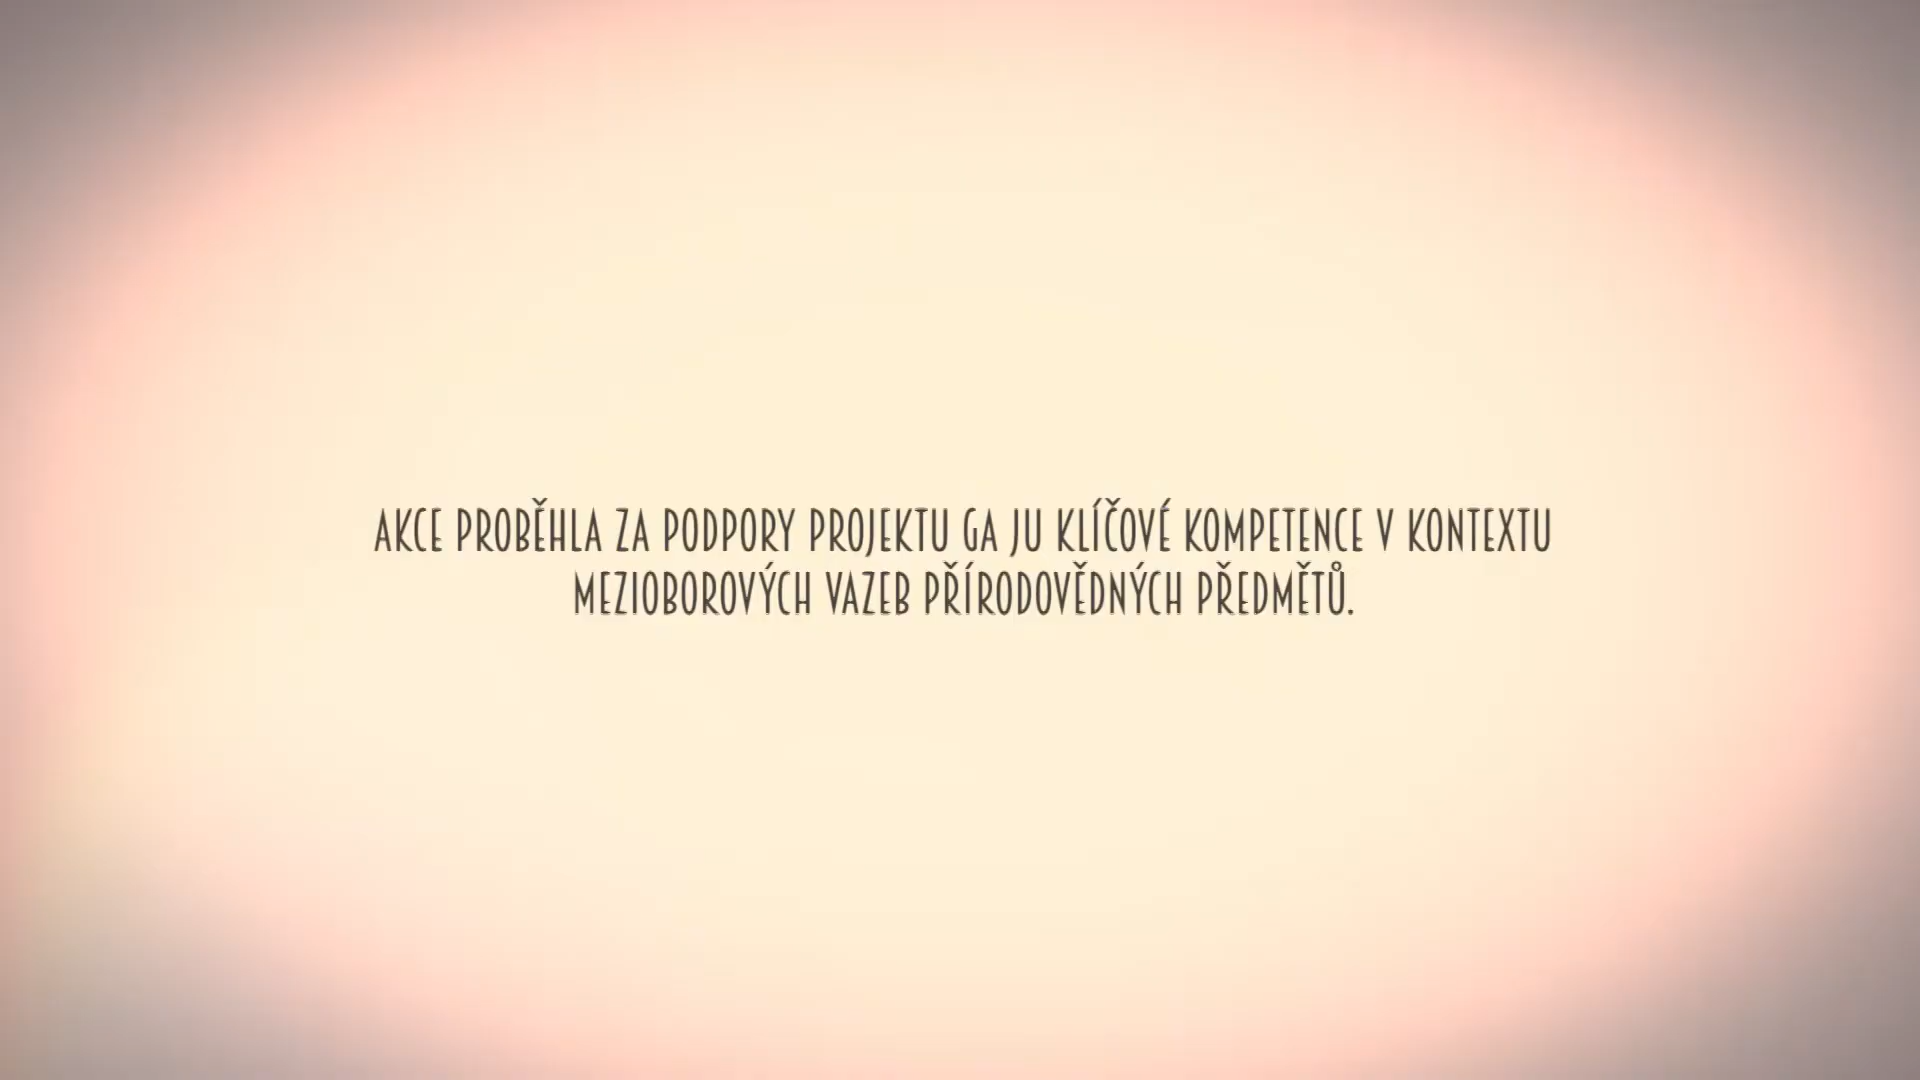 AKCE PROBĚHLA ZA PODPORY PROJEKTU GA JU KLÍČOVÉ KOMPETENCE V KONTEXTU
MEZIOBOROVÝCH VAZEB PŘÍRODOVĚDNÝCH PŘEDMĚTŮ.